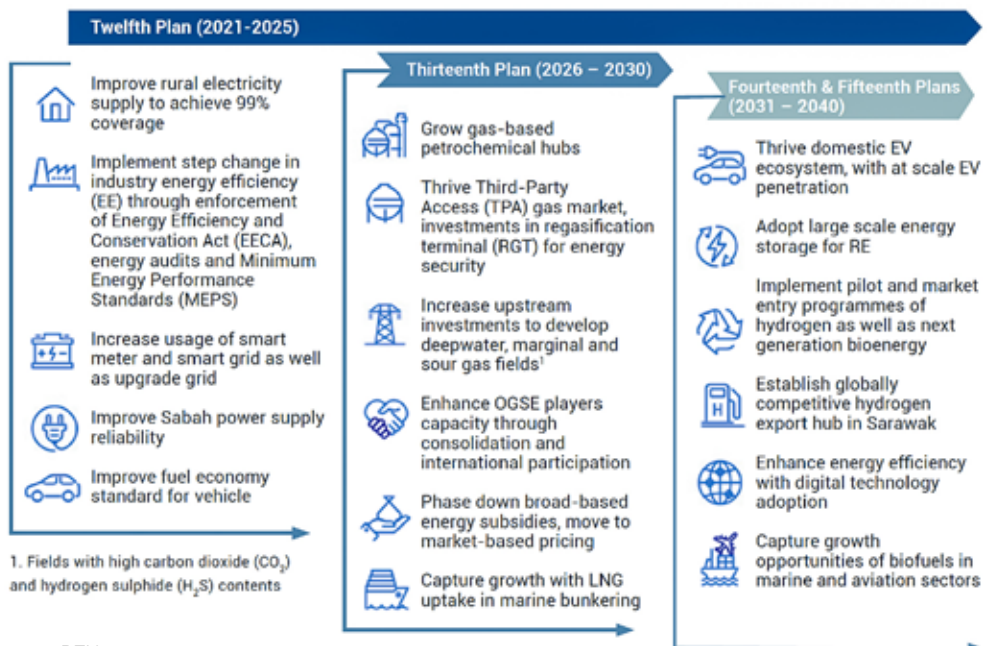 Twelfth Plan (2021-2025)
Improve rural electricity
supply to achieve 99%
coverage
Implement step change in
industry energy efficiency
(EE) through enforcement
of Energy Efficiency and
Conservation Act (EECA),
energy audits and Minimum
Energy Performance
Standards (MEPS)
Increase usage of smart
meter and smart grid as well
as upgrade grid
Improve Sabah power supply
reliability
Improve fuel economy
standard for vehicle
1. Fields with high carbon dioxide (CO₂)
and hydrogen sulphide (H₂S) contents
Thirteenth Plan (2026 – 2030)
Grow gas-based
petrochemical hubs
Thrive Third-Party
Access (TPA) gas market,
investments in regasification
terminal (RGT) for energy
security
Increase upstream
investments to develop
deepwater, marginal and
sour gas fields¹
Enhance OGSE players
capacity through
consolidation and
international participation
Phase down broad-based
energy subsidies, move to
market-based pricing
Capture growth with LNG
uptake in marine bunkering
Fourteenth & Fifteenth Plans
(2031 – 2040)
Thrive domestic EV
ecosystem, with at scale EV
penetration
Adopt large scale energy
storage for RE
Implement pilot and market
entry programmes of
hydrogen as well as next
generation bioenergy
H
Establish globally
competitive hydrogen
export hub in Sarawak
Enhance energy efficiency
with digital technology
adoption
Capture growth
opportunities of biofuels in
marine and aviation sectors